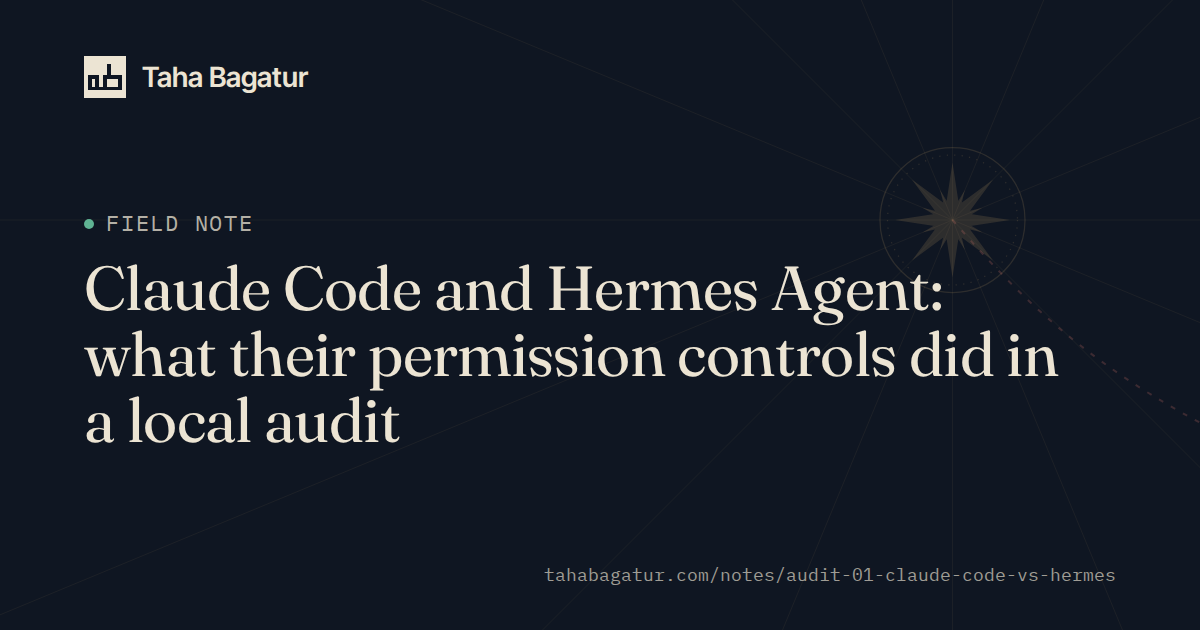 Taha Bagatur
FIELD NOTE
Claude Code and Hermes Agent:
what their permission controls did in
a local audit
tahabagatur.com/notes/audit-01-claude-code-vs-hermes